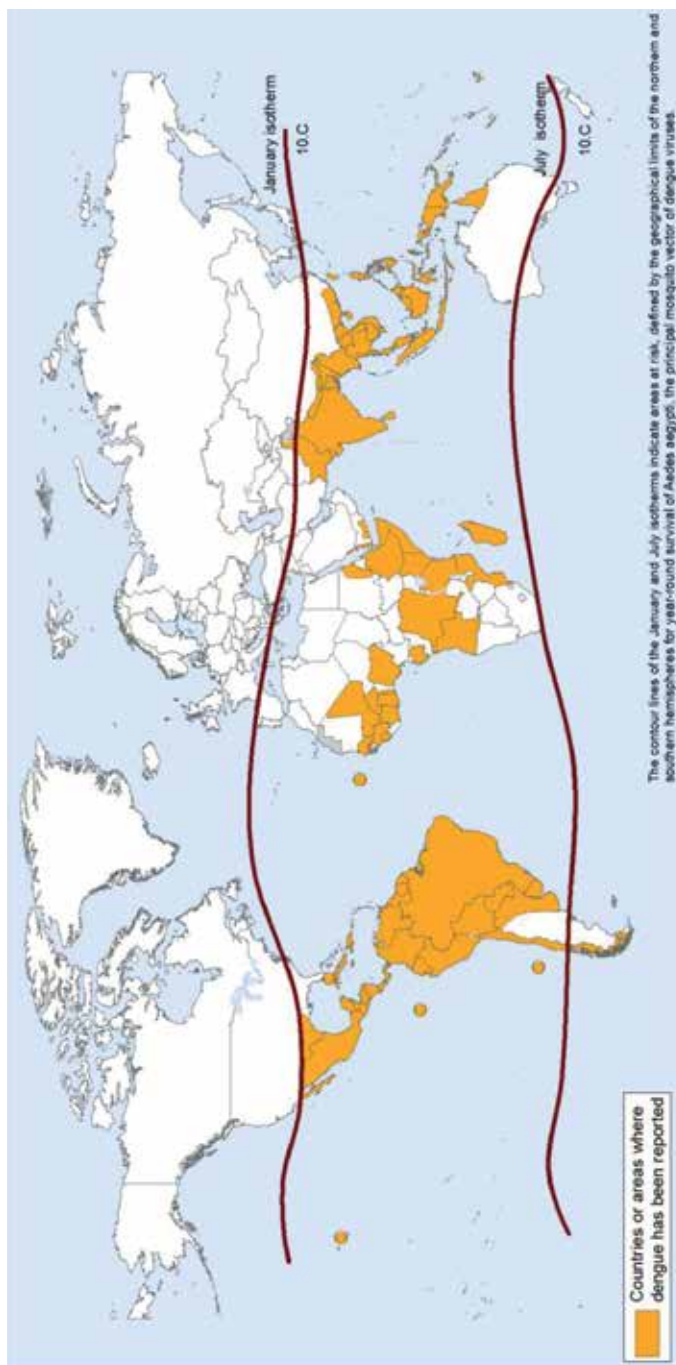 January isotherm
10.C
July isotherm
10.C
Countries or areas where
dengue has been reported
The contour lines of the January and July isotherms indicate areas at risk, defined by the geographical limits of the northern and
southern hemispheres for year-round survival of Aedes aegypti, the principal mosquito vector of dengue viruses.